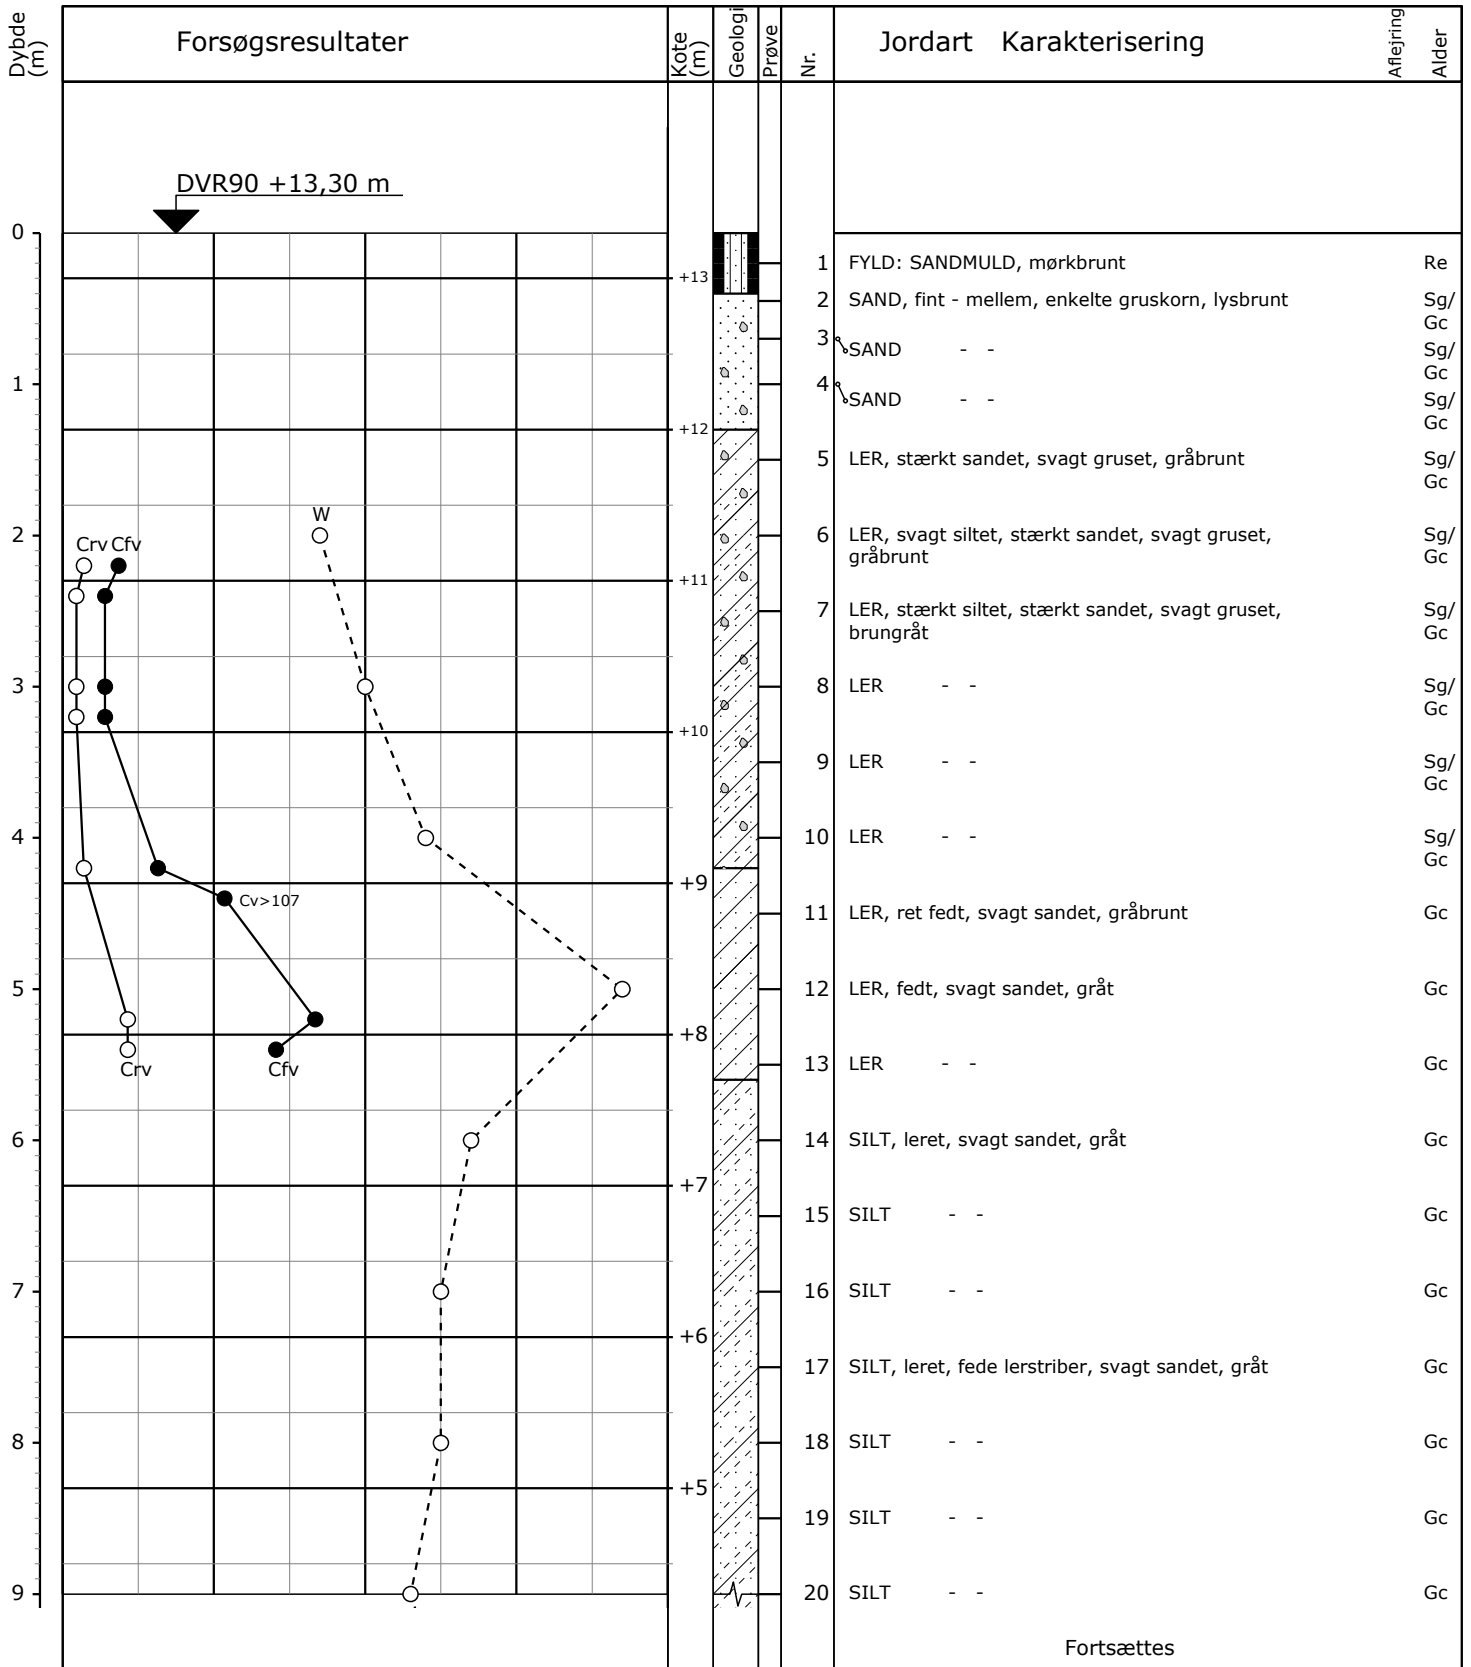 Dybde (m)
Forsøgsresultater
Kote (m)
Geologi
Prøve
Nr.
Jordart Karakterisering
Aflejring
Alder
DVR90 +13,30 m
0
+13
1 FYLD: SANDMULD, mørkbrunt Re
2 SAND, fint - mellem, enkelte gruskorn, lysbrunt Sg/
Gc
3 SAND - - Sg/
Gc
1
4 SAND - - Sg/
Gc
+12
5 LER, stærkt sandet, svagt gruset, gråbrunt Sg/
Gc
W
2
6 LER, svagt siltet, stærkt sandet, svagt gruset, Sg/
gråbrunt Gc
Crv Cfv
+11
7 LER, stærkt siltet, stærkt sandet, svagt gruset, Sg/
brungråt Gc
3
8 LER - - Sg/
Gc
+10
9 LER - - Sg/
Gc
4
10 LER - - Sg/
Gc
+9
Cv>107
11 LER, ret fedt, svagt sandet, gråbrunt Gc
5
12 LER, fedt, svagt sandet, gråt Gc
+8
Crv Cfv
13 LER - - Gc
6
14 SILT, leret, svagt sandet, gråt Gc
+7
15 SILT - - Gc
7
16 SILT - - Gc
+6
17 SILT, leret, fede lerstriber, svagt sandet, gråt Gc
8
18 SILT - - Gc
+5
19 SILT - - Gc
9
20 SILT - - Gc
Fortsættes